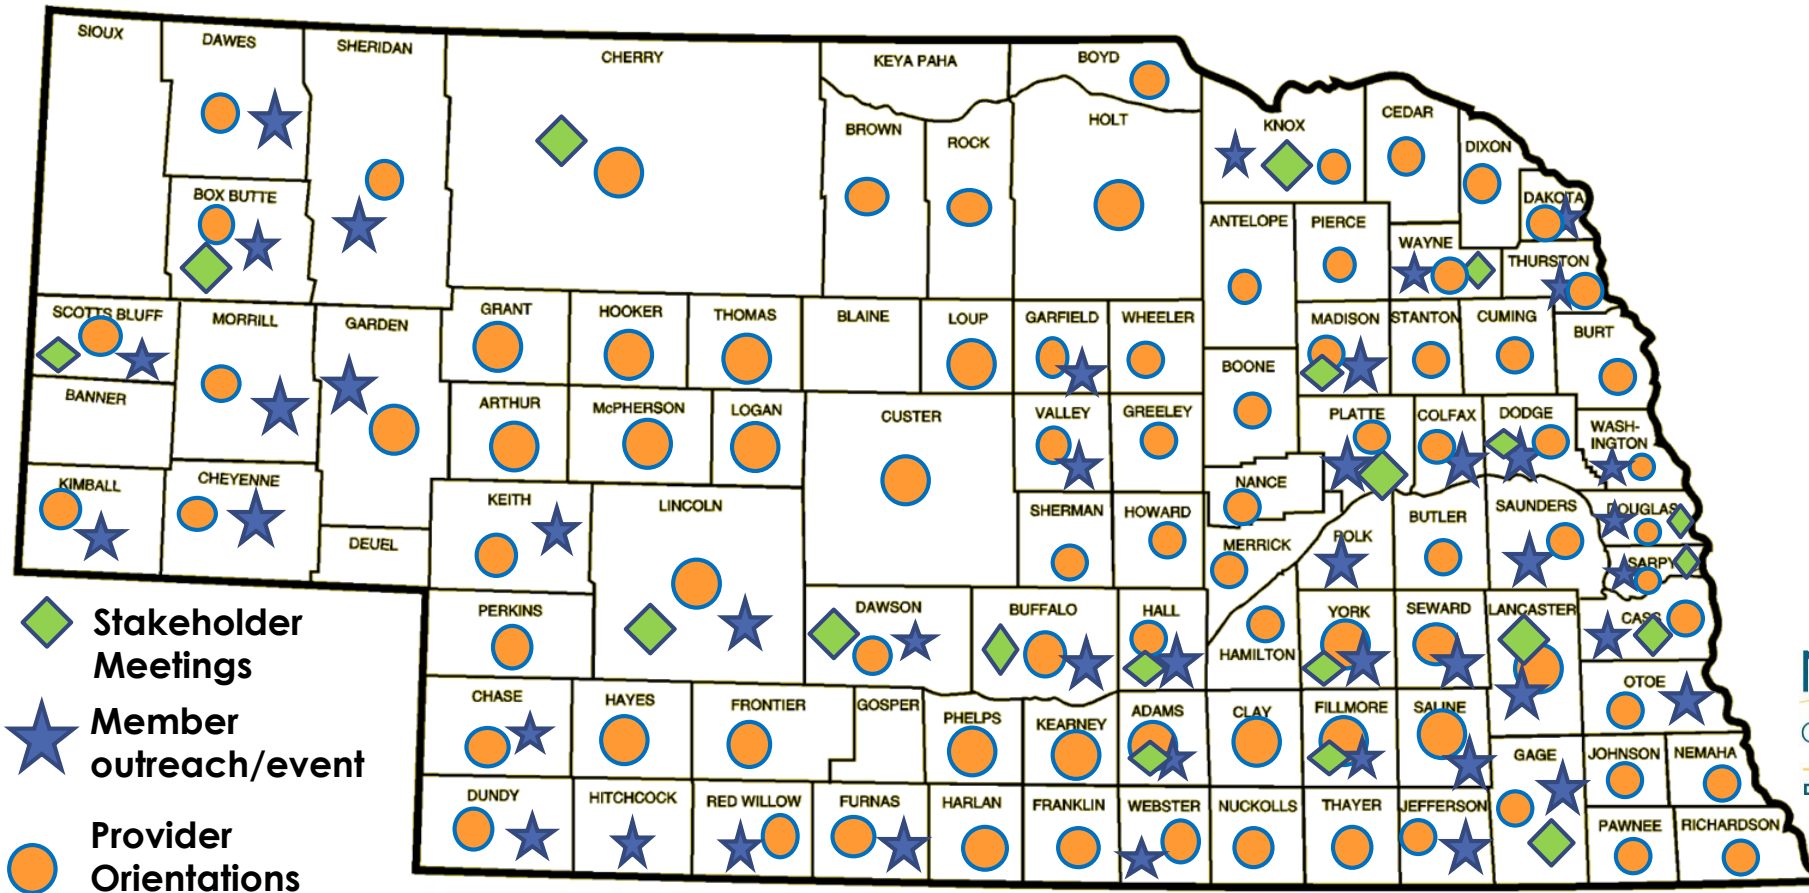 SIOUX
DAWES
SHERIDAN
CHERRY
KEYA PAHA
BOYD
BROWN
ROCK
HOLT
KNOX
CEDAR
DIXON
DAKOTA
BOX BUTTE
ANTELOPE
PIERCE
WAYNE
THURSTON
SCOTTS BLUFF
MORRILL
GARDEN
GRANT
HOOKER
THOMAS
BLAINE
LOUP
GARFIELD
WHEELER
MADISON
STANTON
CUMING
BURT
BANNER
BOONE
ARTHUR
McPHERSON
LOGAN
CUSTER
VALLEY
GREELEY
PLATTE
COLFAX
DODGE
WASH-
INGTON
KIMBALL
CHEYENNE
KEITH
LINCOLN
NANCE
SHERMAN
HOWARD
BUTLER
SAUNDERS
DOUGLAS
DEUEL
MERRICK
POLK
SARPY
PERKINS
DAWSON
BUFFALO
HALL
HAMILTON
YORK
SEWARD
LANCASTER
CASS
OTOE
CHASE
HAYES
FRONTIER
GOSPER
PHELPS
KEARNEY
ADAMS
CLAY
FILLMORE
SALINE
GAGE
JOHNSON
NEMAHA
DUNDY
HITCHCOCK
RED WILLOW
FURNAS
HARLAN
FRANKLIN
WEBSTER
NUCKOLLS
THAYER
JEFFERSON
PAWNEE
RICHARDSON
Stakeholder
Meetings
Member
outreach/event
Provider
Orientations